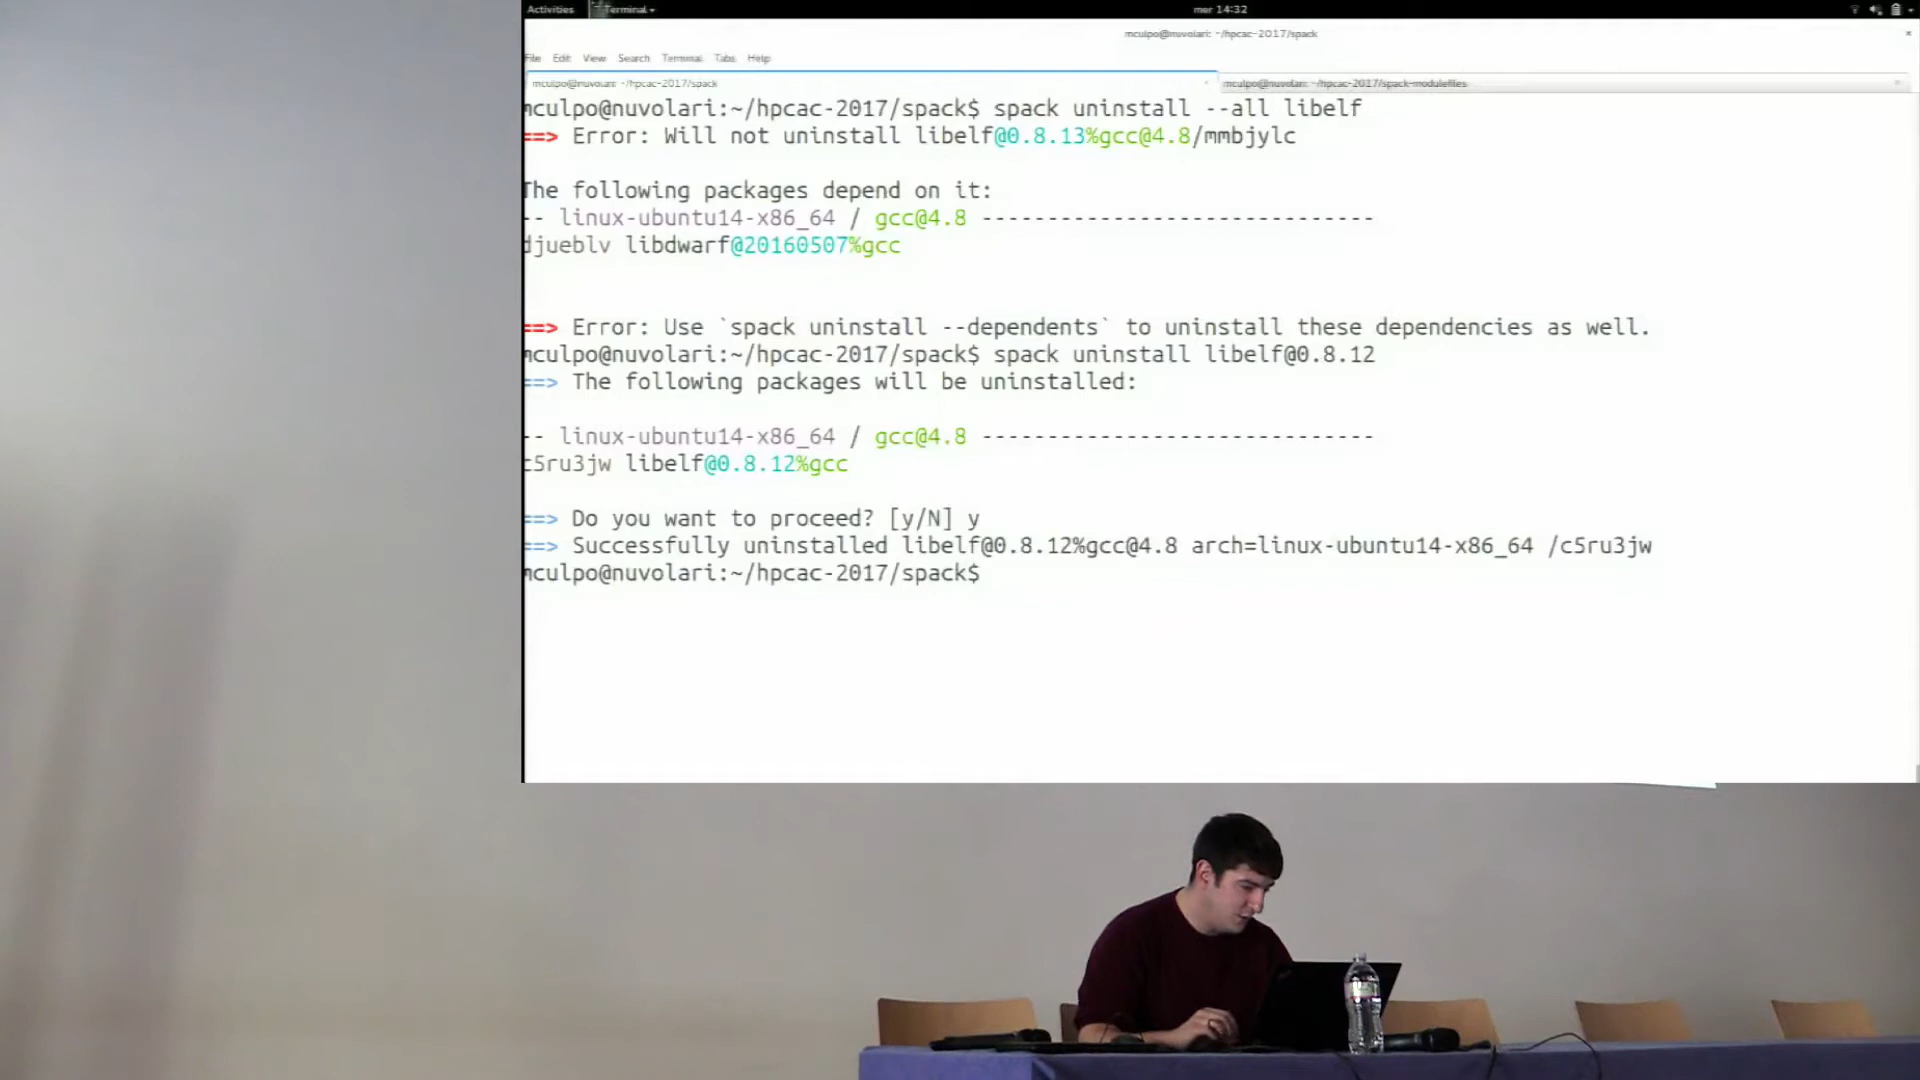 Activities Terminal mer 14:32
mculpo@nuvolari: ~/hpcac-2017/spack
File Edit View Search Terminal Tabs Help
mculpo@nuvolari: ~/hpcac-2017/spack mculpo@nuvolari: ~/hpcac-2017/spack-modulefiles
mculpo@nuvolari:~/hpcac-2017/spack$ spack uninstall --all libelf
==> Error: Will not uninstall libelf@0.8.13%gcc@4.8/mmbjylc
The following packages depend on it:
-- linux-ubuntu14-x86_64 / gcc@4.8 ------------------------------
djueblv libdwarf@20160507%gcc
==> Error: Use `spack uninstall --dependents` to uninstall these dependencies as well.
mculpo@nuvolari:~/hpcac-2017/spack$ spack uninstall libelf@0.8.12
==> The following packages will be uninstalled:
-- linux-ubuntu14-x86_64 / gcc@4.8 ------------------------------
c5ru3jw libelf@0.8.12%gcc
==> Do you want to proceed? [y/N] y
==> Successfully uninstalled libelf@0.8.12%gcc@4.8 arch=linux-ubuntu14-x86_64 /c5ru3jw
mculpo@nuvolari:~/hpcac-2017/spack$